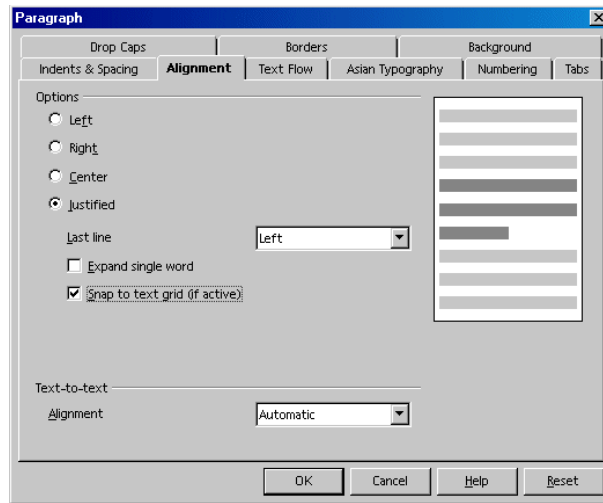 Paragraph
Drop Caps Borders Background
Indents & Spacing Alignment Text Flow Asian Typography Numbering Tabs
Options
Left
Right
Center
Justified
Last line Left
Expand single word
Snap to text grid (if active)
Text-to-text
Alignment Automatic
OK Cancel Help Reset